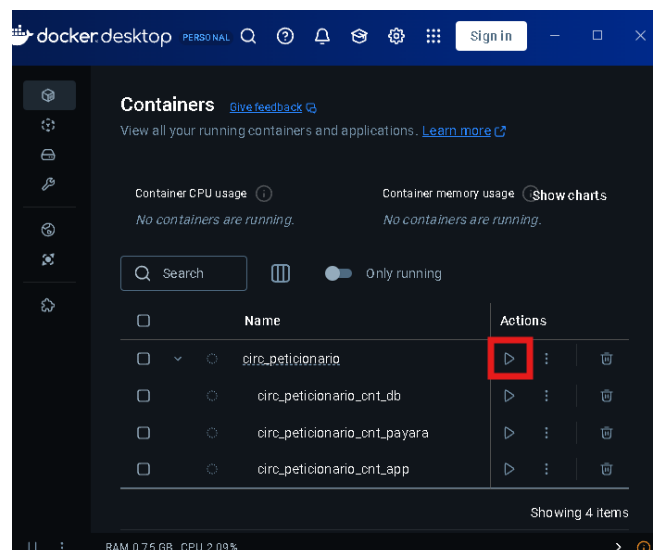 docker.desktop PERSONAL Sign in
Containers Give feedback
View all your running containers and applications. Learn more
Container CPU usage Container memory usage Show charts
No containers are running. No containers are running.
Search Only running
Name Actions
circ_peticionario
circ_peticionario_cnt_db
circ_peticionario_cnt_payara
circ_peticionario_cnt_app
Showing 4 items
RAM 0.75 GB CPU 2.09%